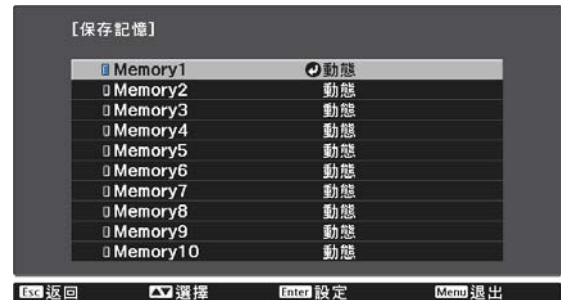 [保存記憶]
Memory1 動態
Memory2 動態
Memory3 動態
Memory4 動態
Memory5 動態
Memory6 動態
Memory7 動態
Memory8 動態
Memory9 動態
Memory10 動態
Esc 返回 選擇 Enter 設定 Menu 退出